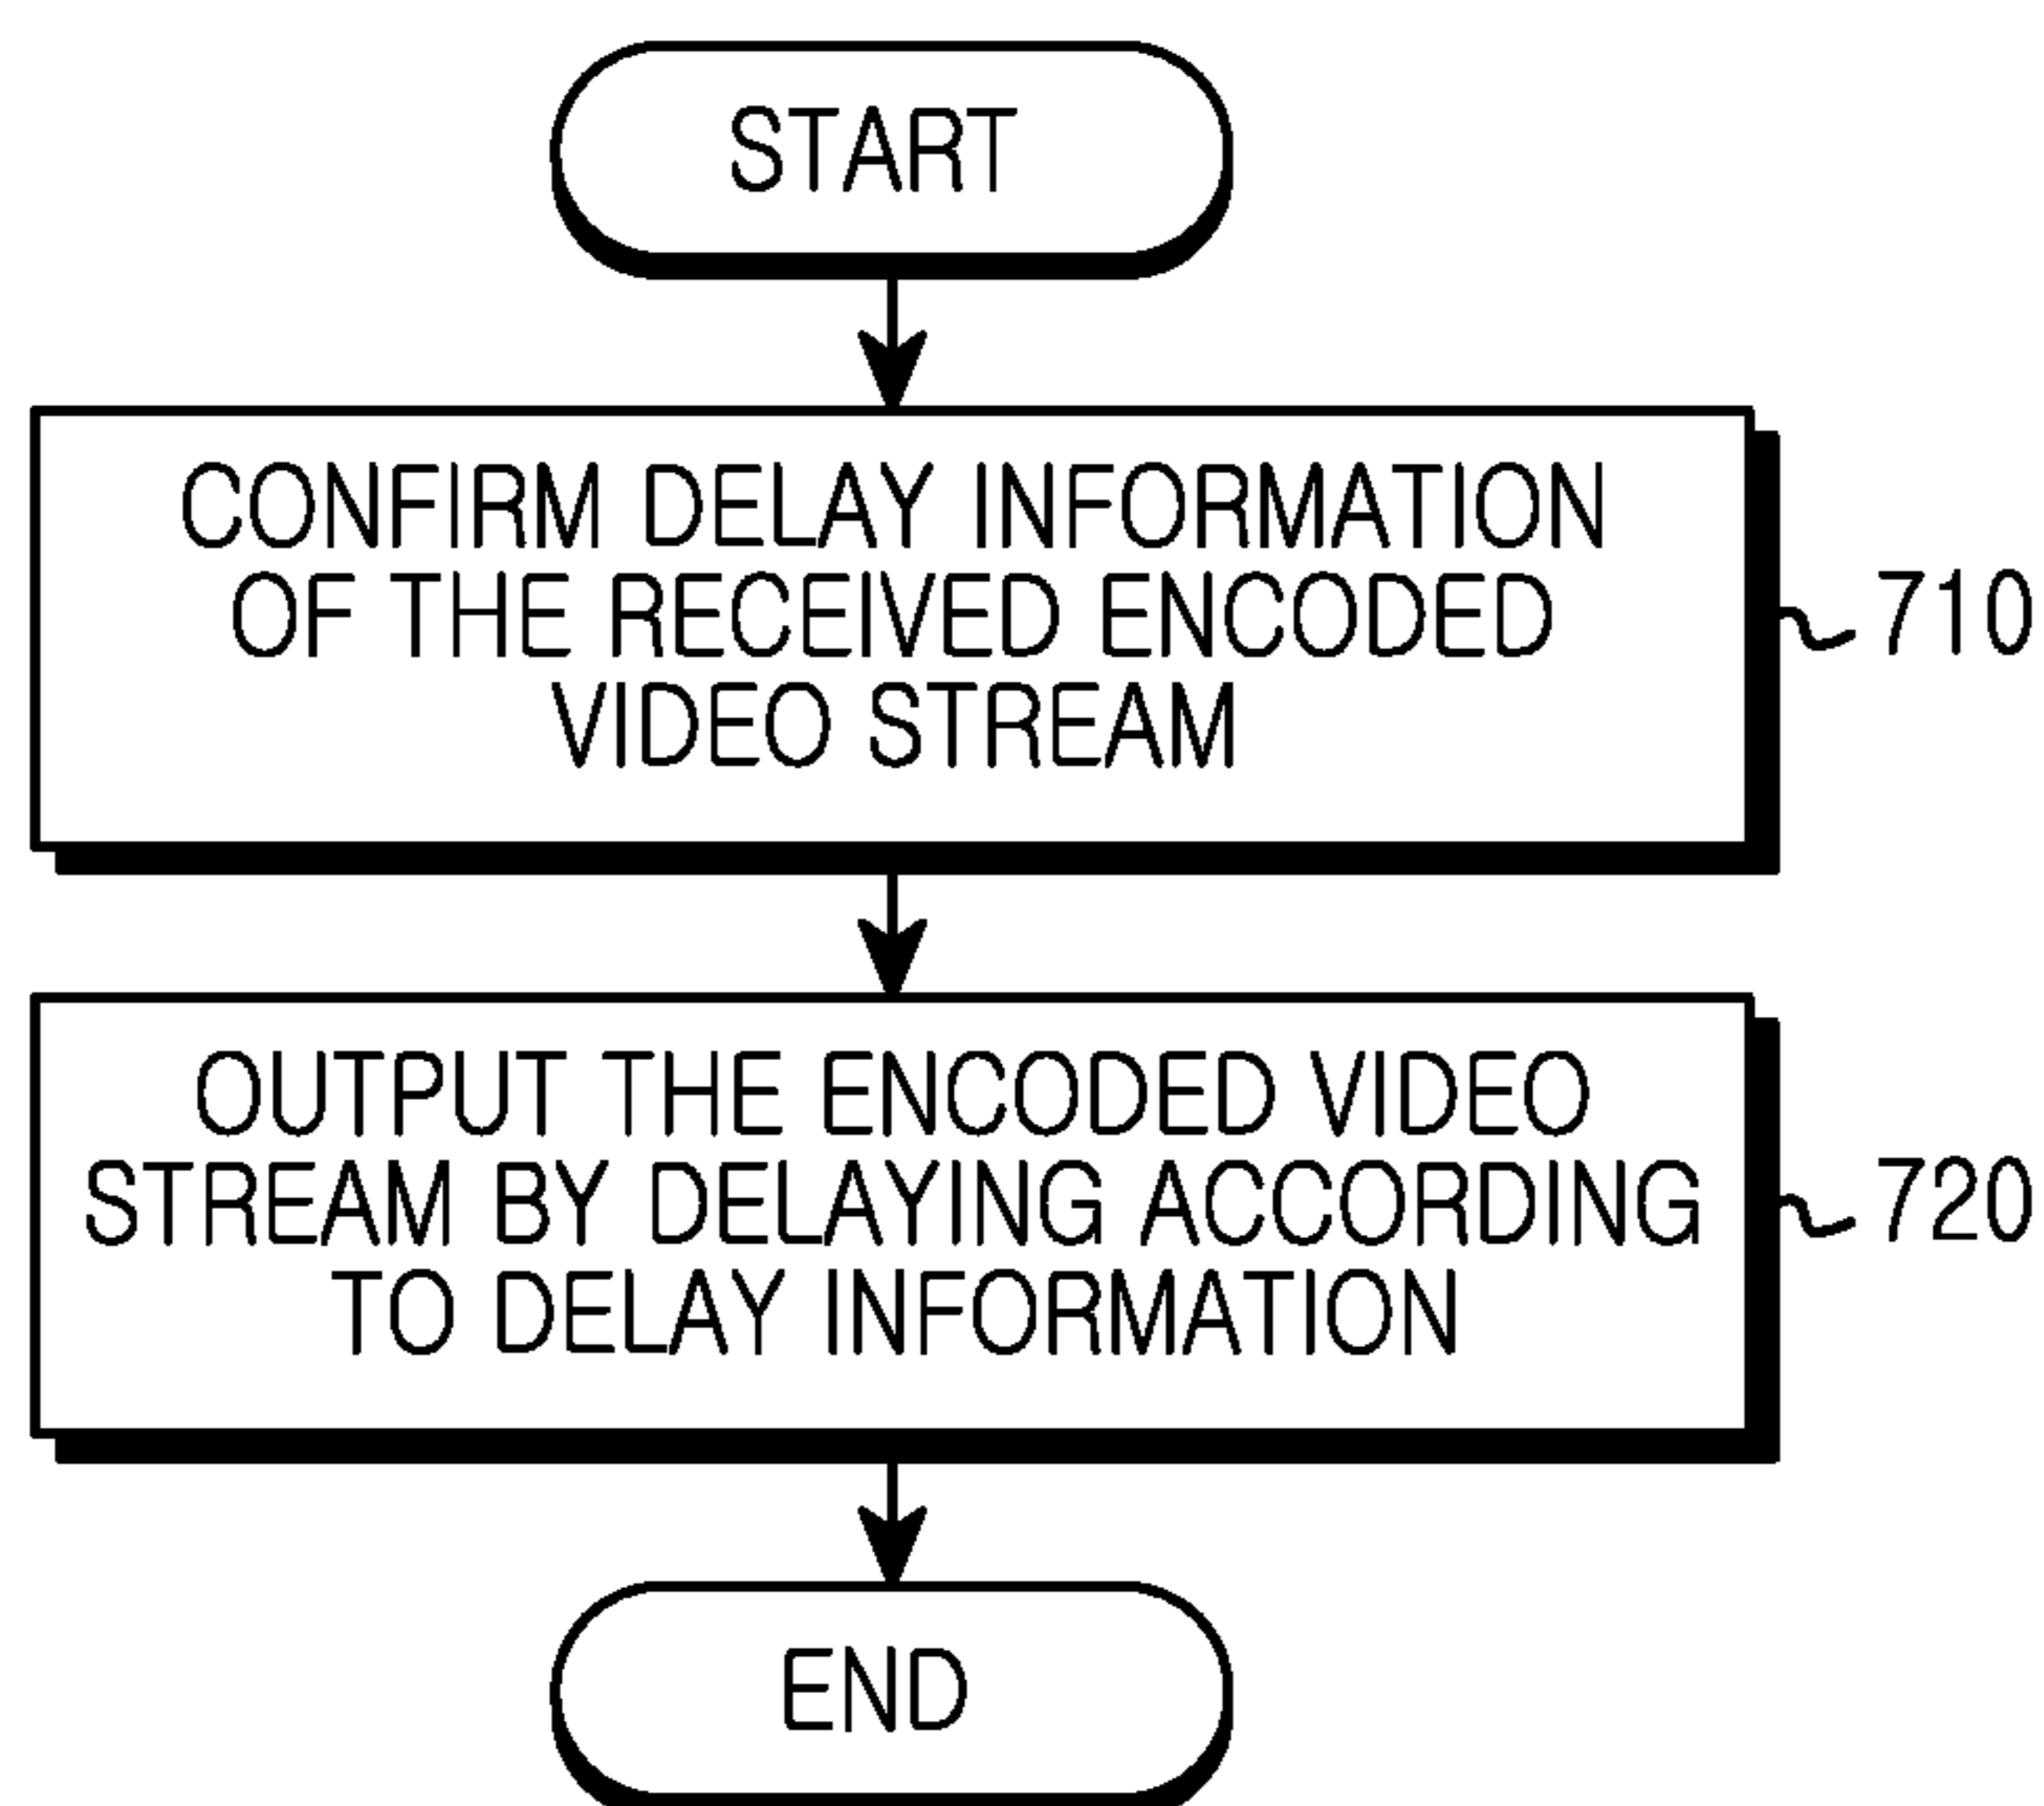 START
CONFIRM DELAY INFORMATION
OF THE RECEIVED ENCODED
VIDEO STREAM
710
OUTPUT THE ENCODED VIDEO
STREAM BY DELAYING ACCORDING
TO DELAY INFORMATION
720
END